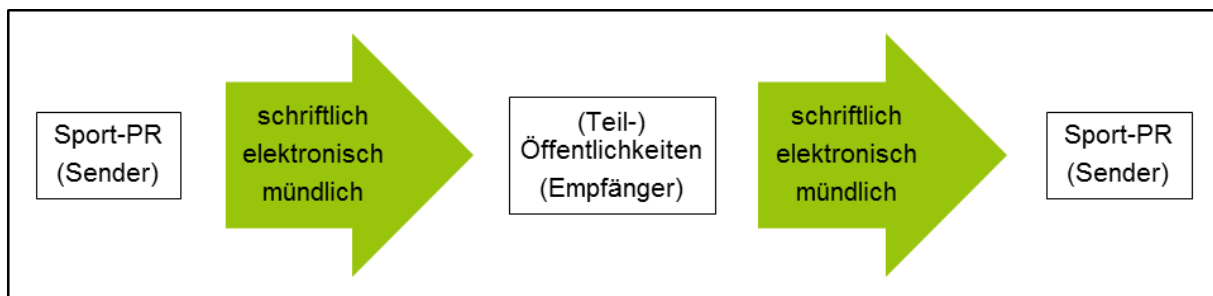 Sport-PR
(Sender)
schriftlich
elektronisch
mündlich
(Teil-)
Öffentlichkeiten
(Empfänger)
schriftlich
elektronisch
mündlich
Sport-PR
(Sender)